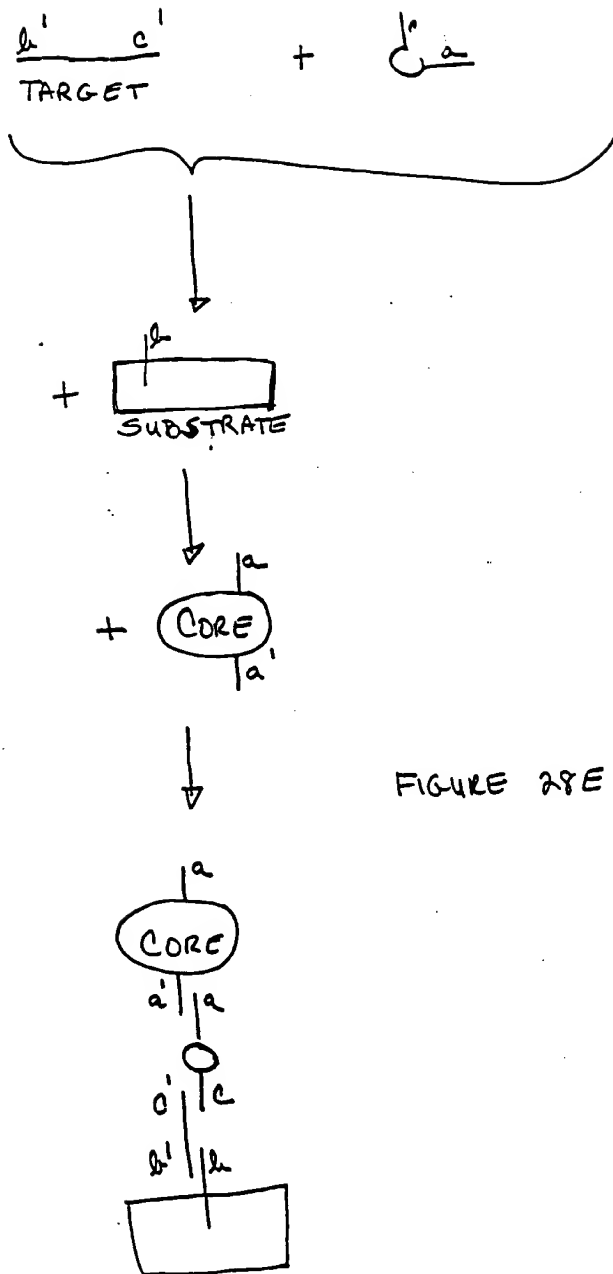 b' c' + c a
TARGET
b
+
SUBSTRATE
a
+ CORE
a'
FIGURE 28E
a
CORE
a' a
c' c
b' b